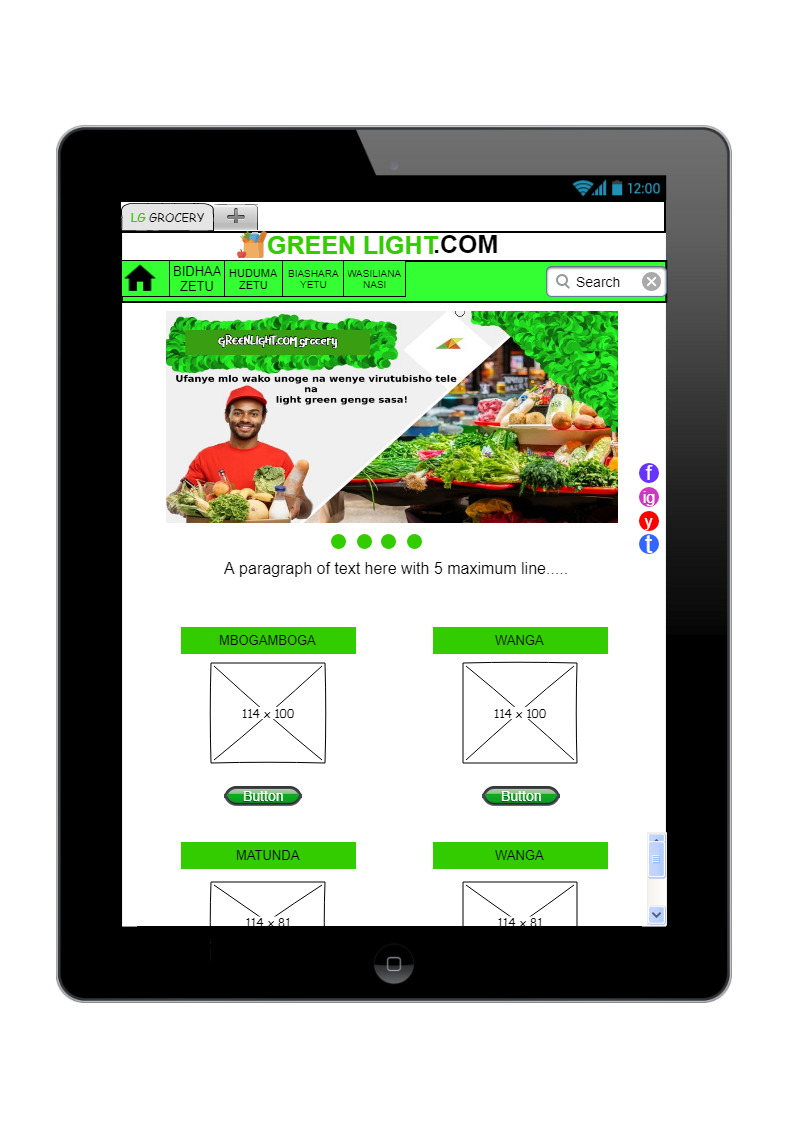 12:00
LG GROCERY
GREEN LIGHT.COM
BIDHAA
ZETU
HUDUMA
ZETU
BIASHARA
YETU
WASILIANA
NASI
Search
GREENLIGHT.COM grocery
Ufanye mlo wako unoge na wenye virutubisho tele
na
light green genge sasa!
f
ig
y
t
A paragraph of text here with 5 maximum line.....
MBOGAMBOGA
WANGA
114 x 100
114 x 100
Button
Button
MATUNDA
WANGA
114 x 81
114 x 81